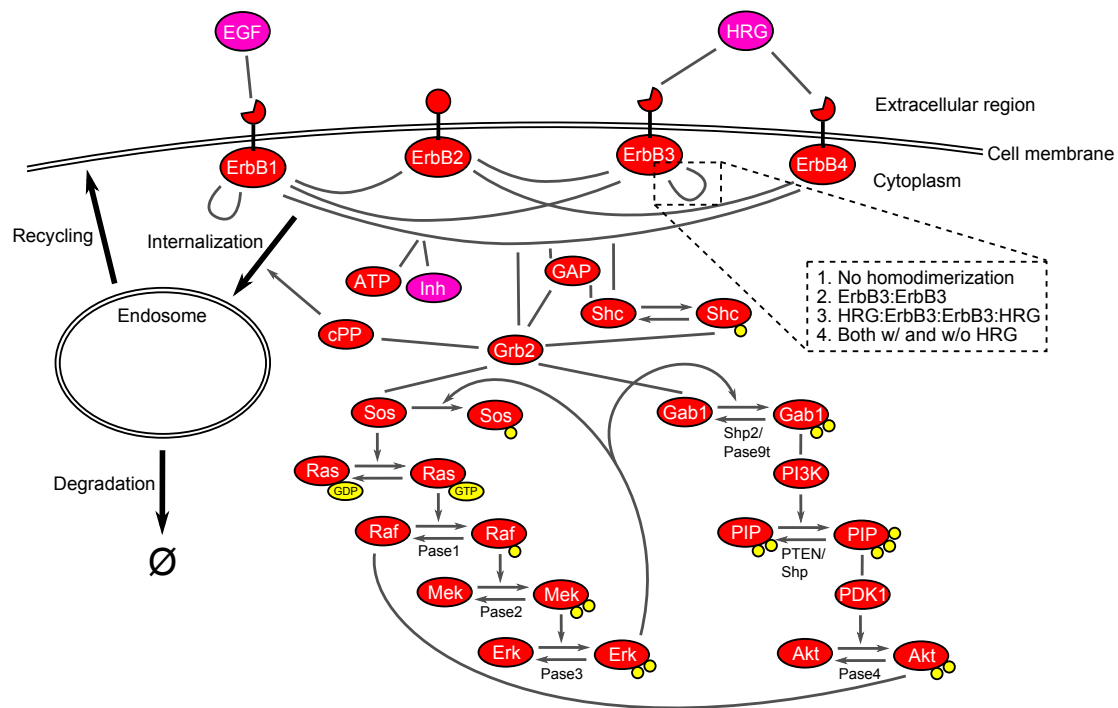 EGF
HRG
Extracellular region
ErbB1
ErbB2
ErbB3
ErbB4
Cell membrane
Cytoplasm
Recycling
Internalization
ATP
Inh
GAP
Shc
Shc
1. No homodimerization
2. ErbB3:ErbB3
3. HRG:ErbB3:ErbB3:HRG
4. Both w/ and w/o HRG
Endosome
cPP
Grb2
Sos
Sos
Gab1
Gab1
Shp2/
Pase9t
Degradation
Ras
GDP
Ras
GTP
PI3K
Ø
Raf
Raf
Pase1
PIP
PIP
PTEN/
Shp
Mek
Mek
Pase2
PDK1
Erk
Erk
Pase3
Akt
Akt
Pase4